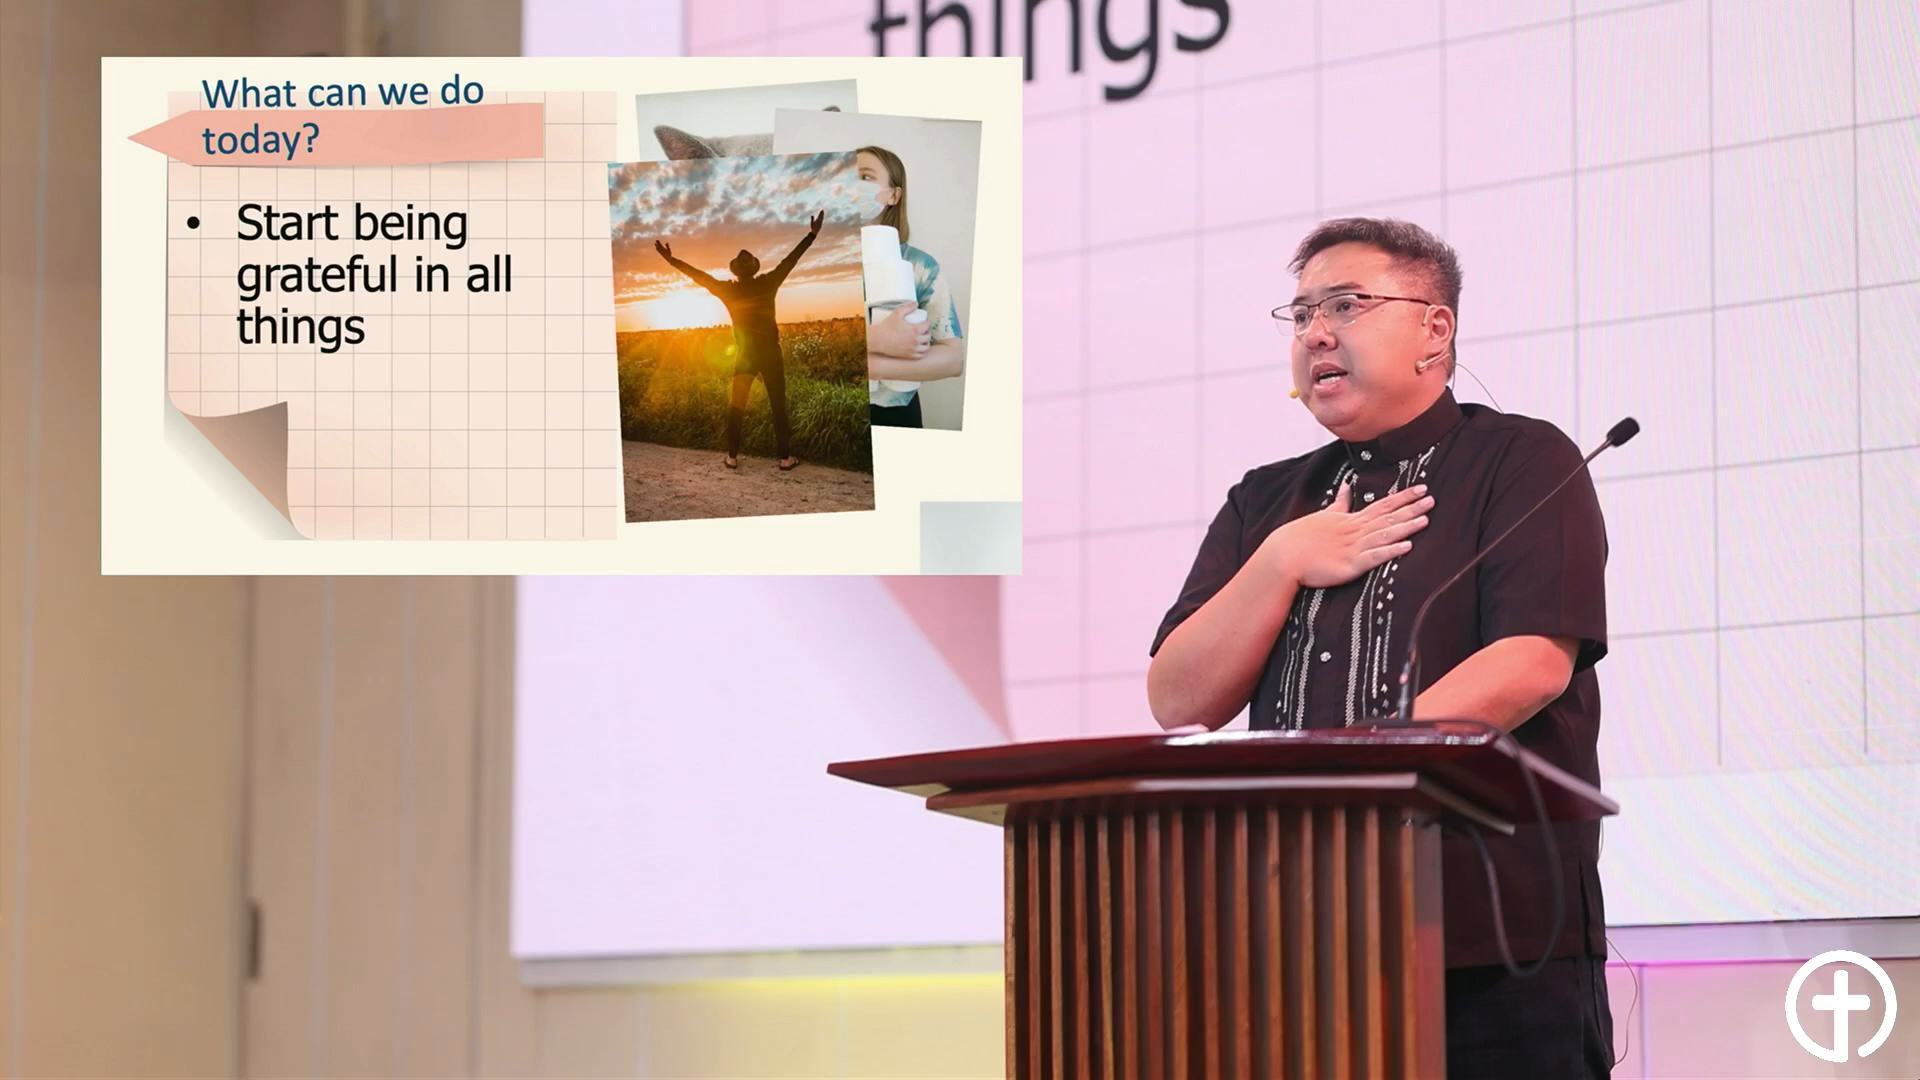 things
What can we do
today?
• Start being
grateful in all
things